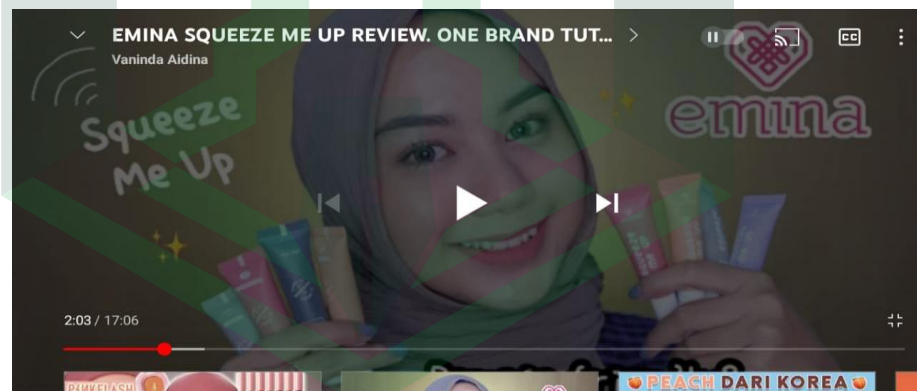 EMINA SQUEEZE ME UP REVIEW. ONE BRAND TUT...
Vaninda Aidina
CC
emina
Squeeze
Me Up
2:03 / 17:06
PEACH DARI KOREA